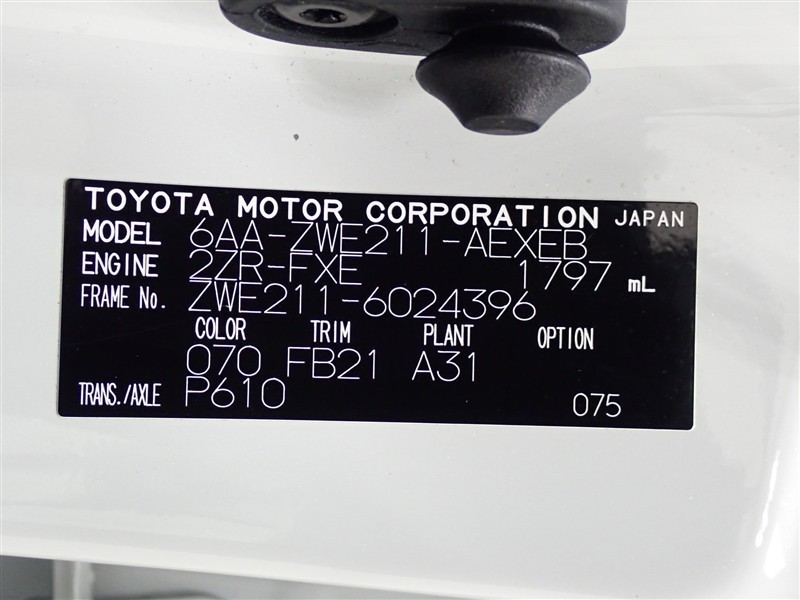 TOYOTA MOTOR CORPORATION JAPAN
MODEL 6AA-ZWE211-AEXEB
ENGINE 2ZR-FXE 1797 mL
FRAME No. ZWE211-6024396
COLOR TRIM PLANT OPTION
070 FB21 A31
TRANS./AXLE P610 075